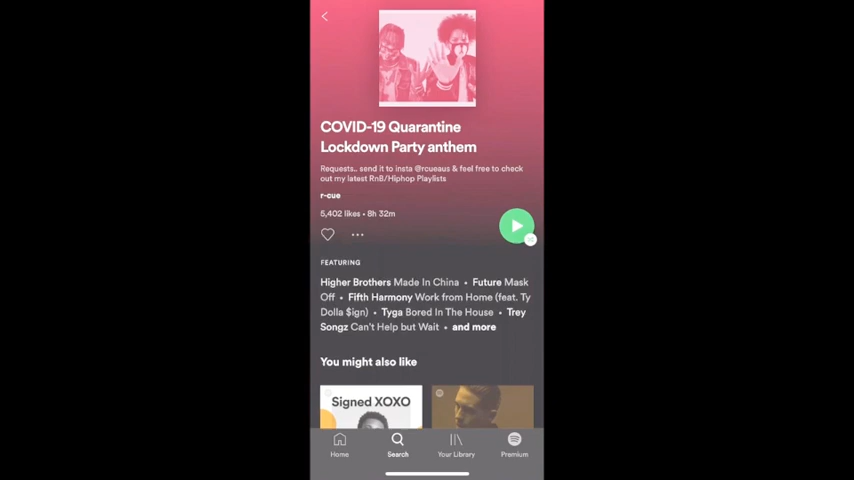 COVID-19 Quarantine
Lockdown Party anthem
Requests.. send it to insta @rcueaus & feel free to check
out my latest RnB/Hiphop Playlists
r-cue
5,402 likes • 8h 32m
FEATURING
Higher Brothers Made In China • Future Mask
Off • Fifth Harmony Work from Home (feat. Ty
Dolla $ign) • Tyga Bored In The House • Trey
Songz Can't Help but Wait • and more
You might also like
Signed XOXO
Home Search Your Library Premium